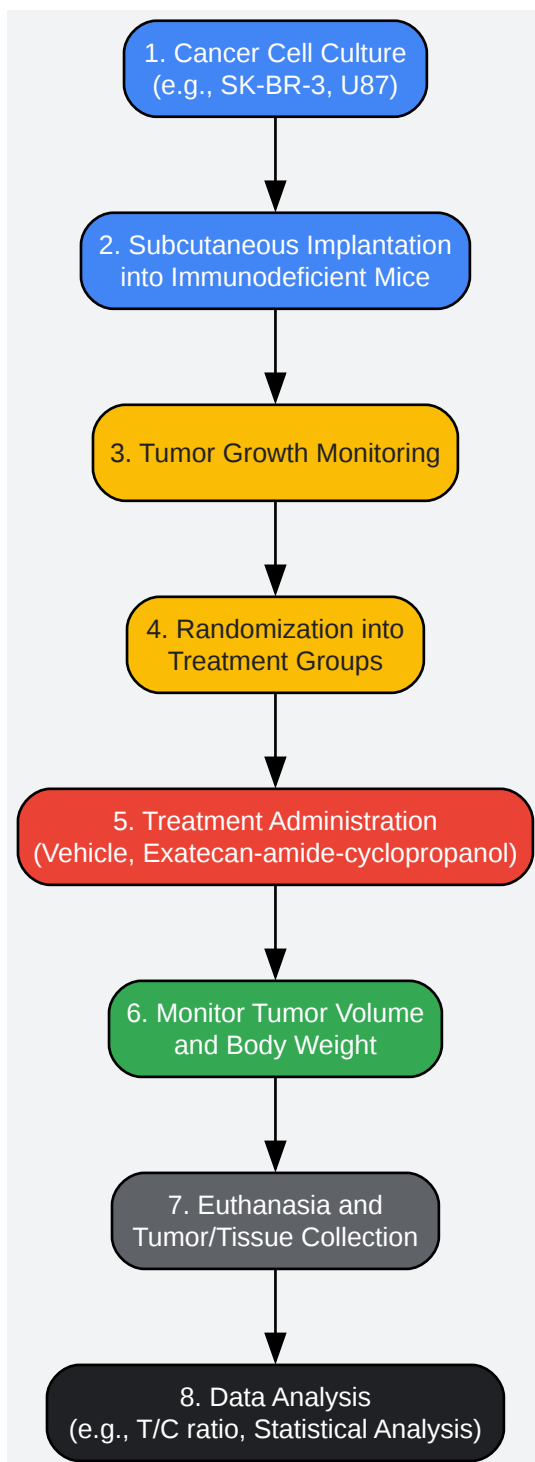 1. Cancer Cell Culture
(e.g., SK-BR-3, U87)
2. Subcutaneous Implantation
into Immunodeficient Mice
3. Tumor Growth Monitoring
4. Randomization into
Treatment Groups
5. Treatment Administration
(Vehicle, Exatecan-amide-cyclopropanol)
6. Monitor Tumor Volume
and Body Weight
7. Euthanasia and
Tumor/Tissue Collection
8. Data Analysis
(e.g., T/C ratio, Statistical Analysis)